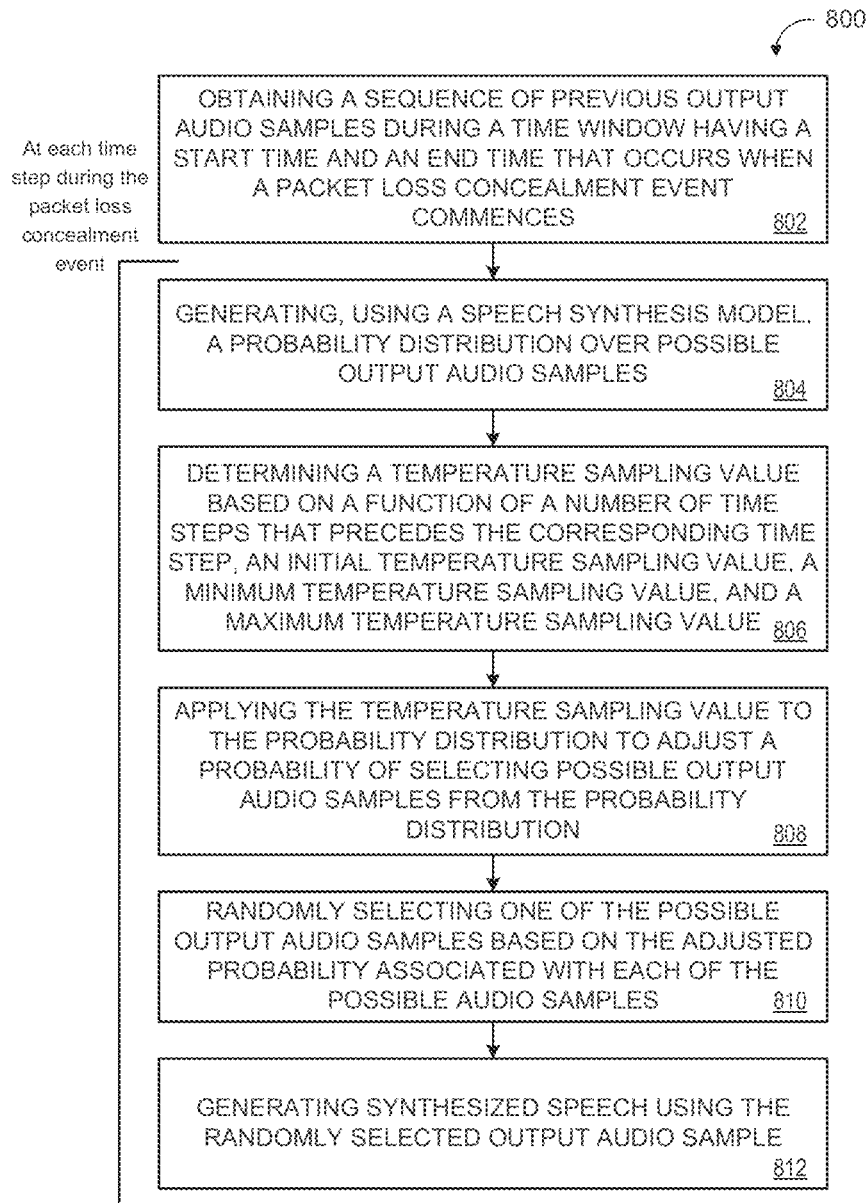 800
OBTAINING A SEQUENCE OF PREVIOUS OUTPUT
AUDIO SAMPLES DURING A TIME WINDOW HAVING A
START TIME AND AN END TIME THAT OCCURS WHEN
A PACKET LOSS CONCEALMENT EVENT
COMMENCES
802
At each time
step during the
packet loss
concealment
event
GENERATING, USING A SPEECH SYNTHESIS MODEL,
A PROBABILITY DISTRIBUTION OVER POSSIBLE
OUTPUT AUDIO SAMPLES
804
DETERMINING A TEMPERATURE SAMPLING VALUE
BASED ON A FUNCTION OF A NUMBER OF TIME
STEPS THAT PRECEDES THE CORRESPONDING TIME
STEP, AN INITIAL TEMPERATURE SAMPLING VALUE, A
MINIMUM TEMPERATURE SAMPLING VALUE, AND A
MAXIMUM TEMPERATURE SAMPLING VALUE 806
APPLYING THE TEMPERATURE SAMPLING VALUE TO
THE PROBABILITY DISTRIBUTION TO ADJUST A
PROBABILITY OF SELECTING POSSIBLE OUTPUT
AUDIO SAMPLES FROM THE PROBABILITY
DISTRIBUTION
808
RANDOMLY SELECTING ONE OF THE POSSIBLE
OUTPUT AUDIO SAMPLES BASED ON THE ADJUSTED
PROBABILITY ASSOCIATED WITH EACH OF THE
POSSIBLE AUDIO SAMPLES
810
GENERATING SYNTHESIZED SPEECH USING THE
RANDOMLY SELECTED OUTPUT AUDIO SAMPLE
812